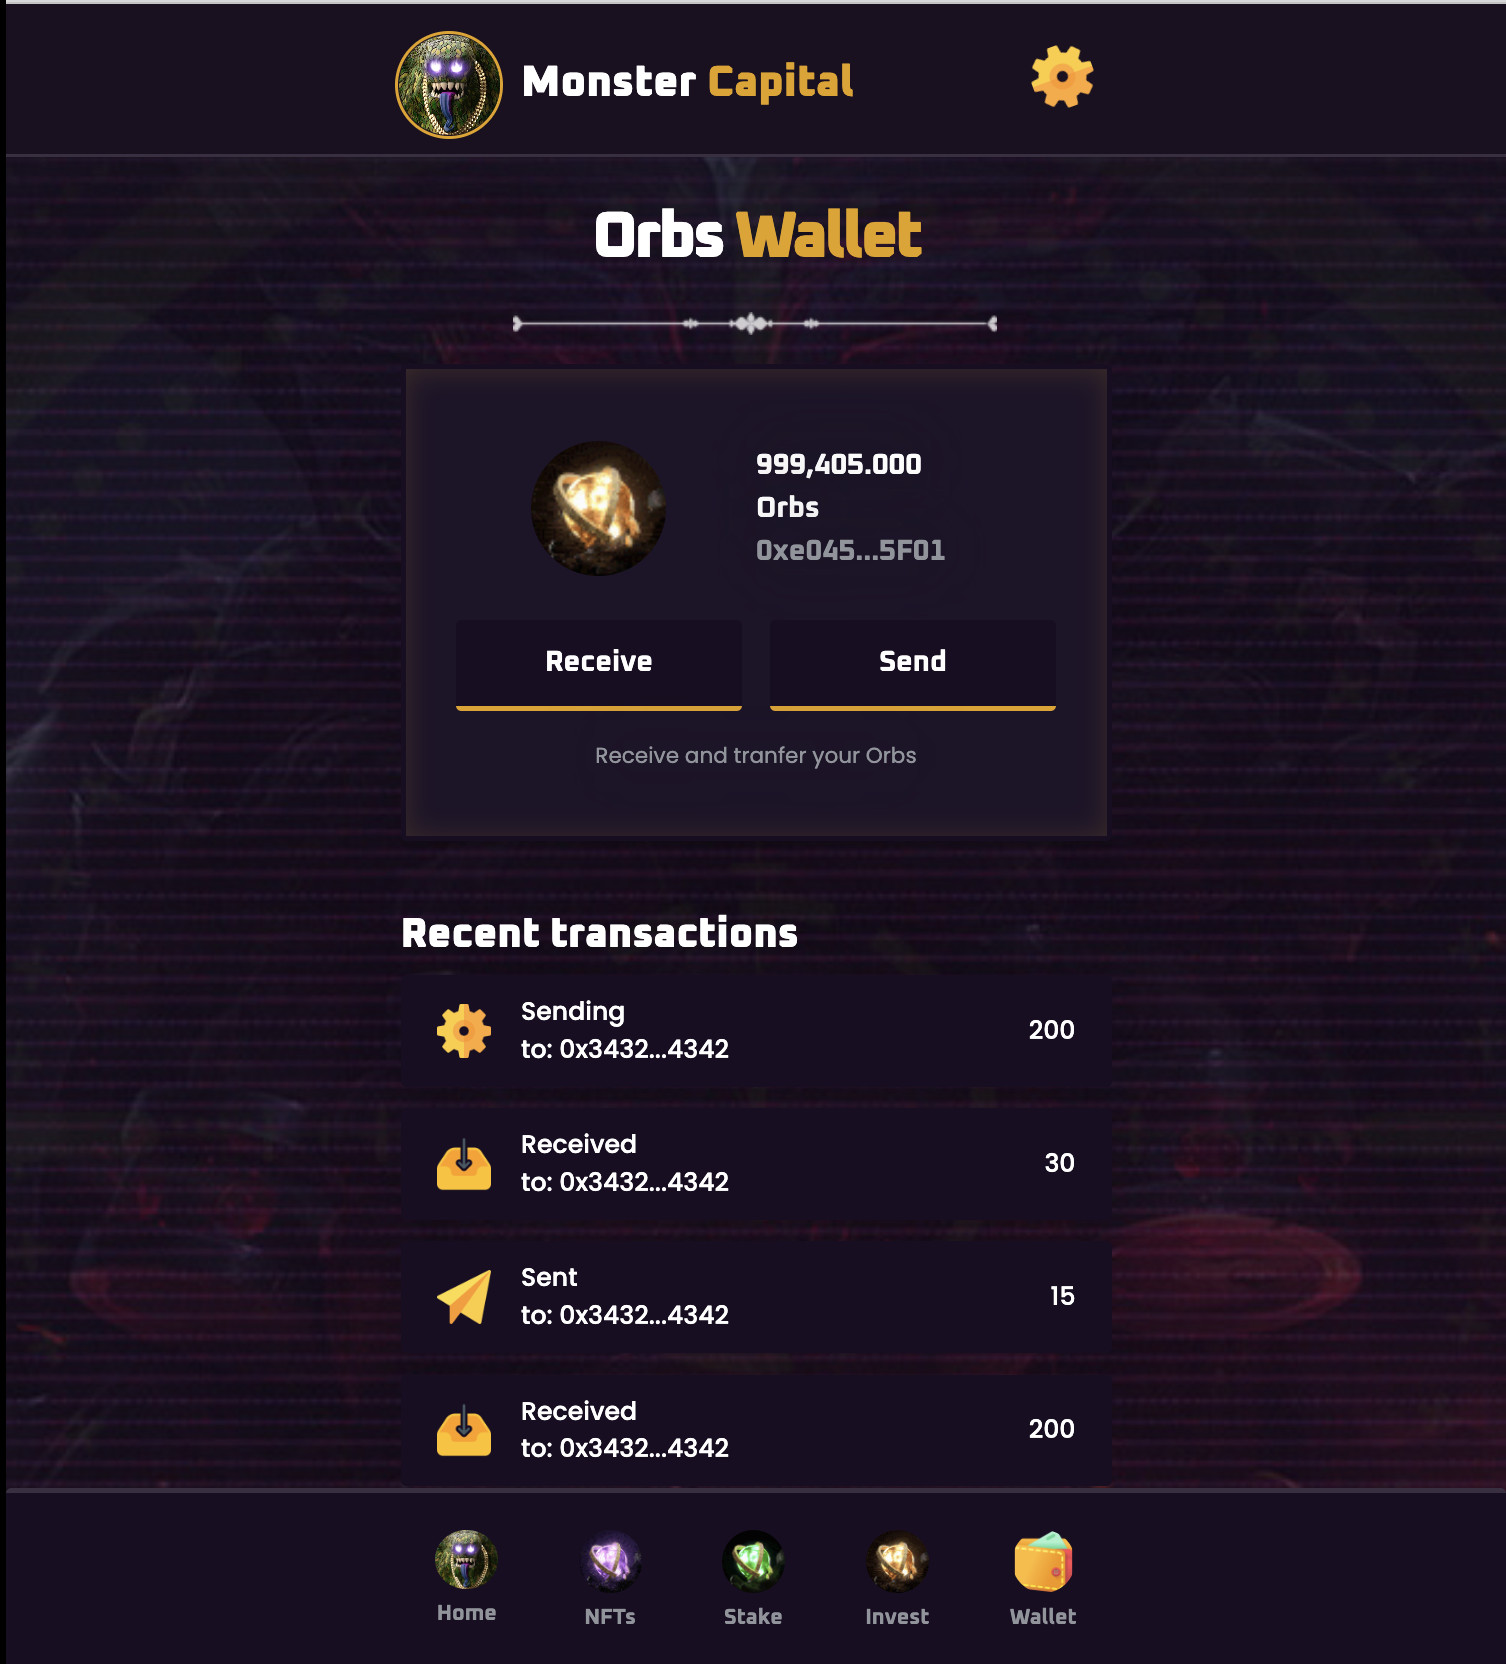 Monster Capital
Orbs Wallet
999,405.000
Orbs
0xe045...5F01
Receive
Send
Receive and tranfer your Orbs
Recent transactions
Sending
to: 0x3432...4342
200
Received
to: 0x3432...4342
30
Sent
to: 0x3432...4342
15
Received
to: 0x3432...4342
200
Home
NFTs
Stake
Invest
Wallet